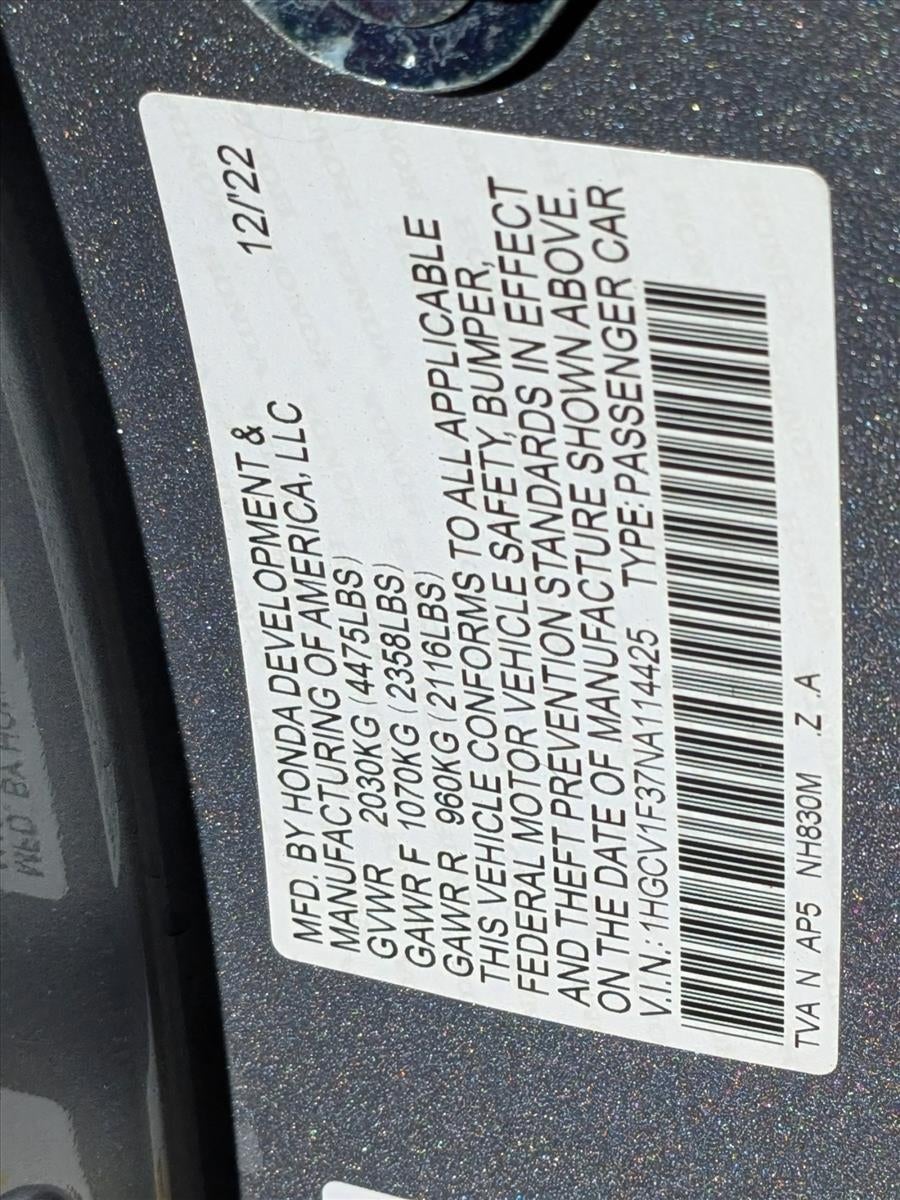 MFD. BY HONDA DEVELOPMENT & 12/'22
MANUFACTURING OF AMERICA, LLC
GVWR 2030KG (4475LBS)
GAWR F 1070KG (2358LBS)
GAWR R 960KG (2116LBS)
THIS VEHICLE CONFORMS TO ALL APPLICABLE
FEDERAL MOTOR VEHICLE SAFETY, BUMPER,
AND THEFT PREVENTION STANDARDS IN EFFECT
ON THE DATE OF MANUFACTURE SHOWN ABOVE.
V.I.N.: 1HGCV1F37NA114425 TYPE: PASSENGER CAR
TVA N AP5 NH830M .Z .A